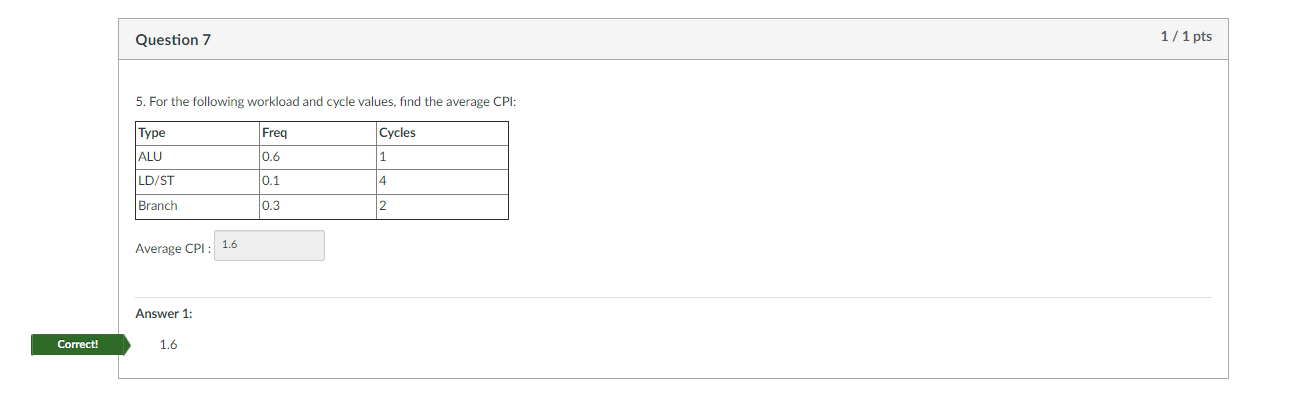 Question 7
1 / 1 pts
5. For the following workload and cycle values, find the average CPI:
Type Freq Cycles
ALU 0.6 1
LD/ST 0.1 4
Branch 0.3 2
Average CPI : 1.6
Answer 1:
Correct! 1.6